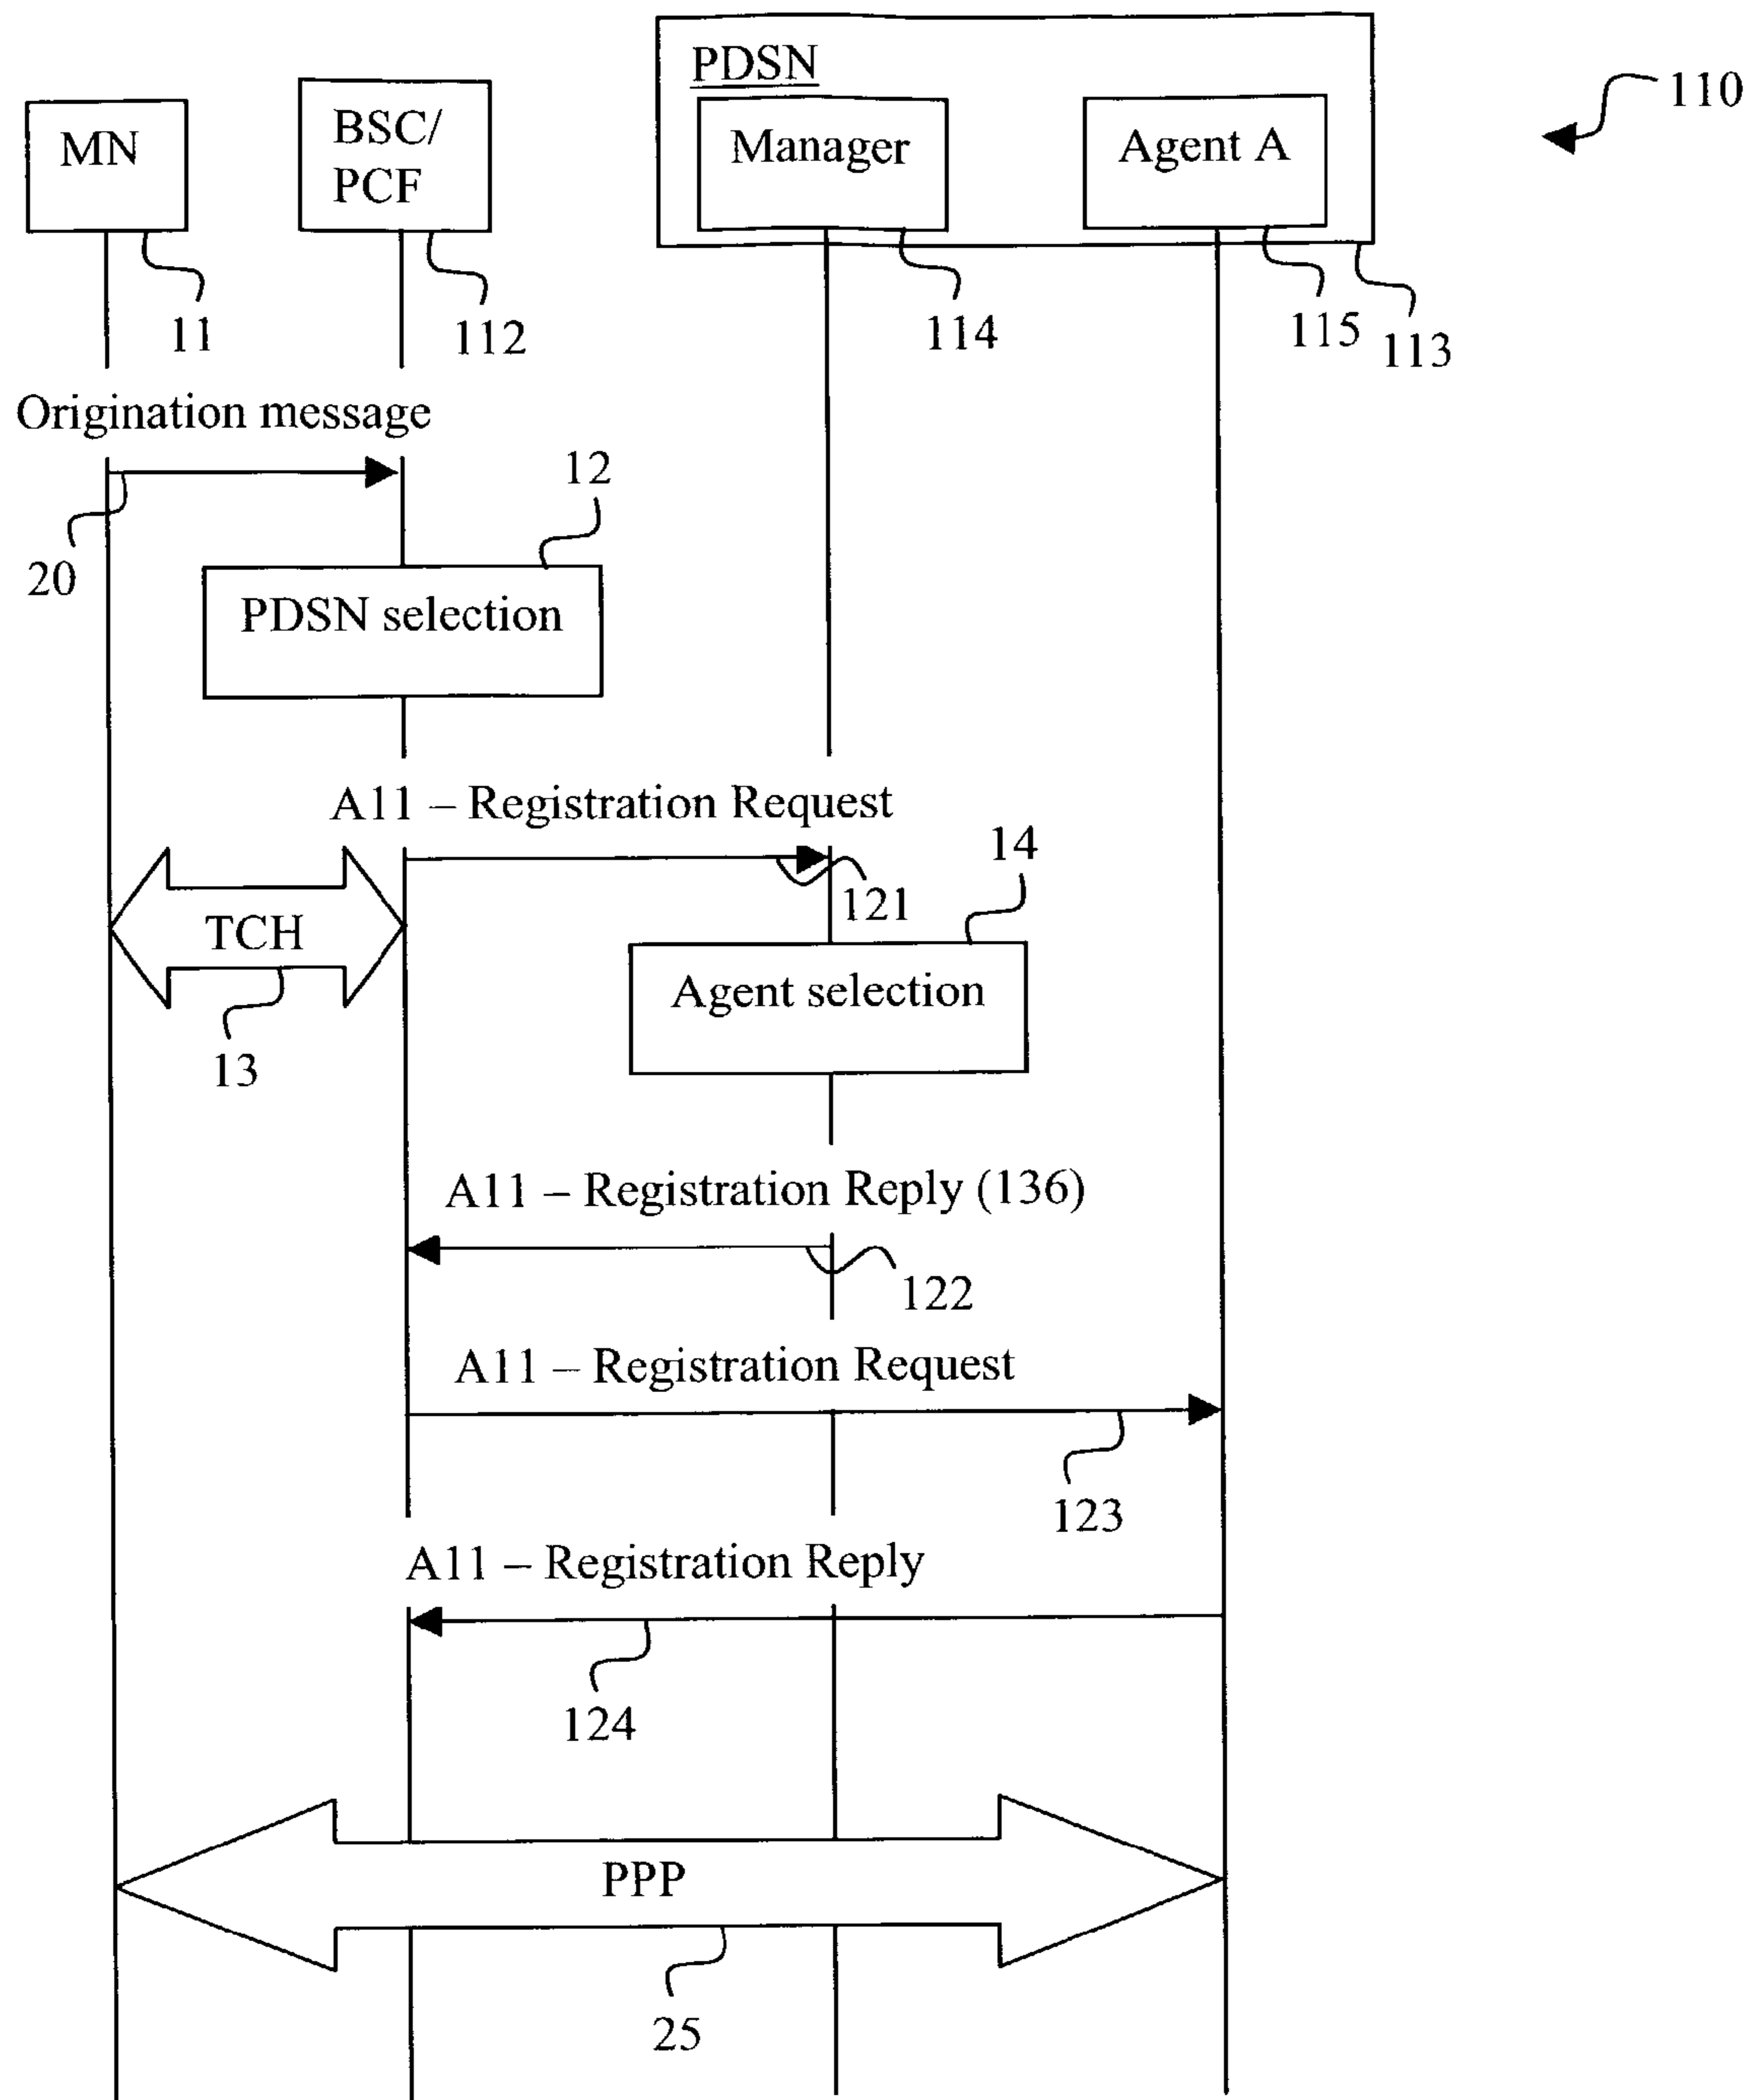 PDSN
110
MN
BSC/
PCF
Manager
Agent A
11
112
114
115
113
Origination message
12
20
PDSN selection
A11 – Registration Request
14
121
TCH
Agent selection
13
A11 – Registration Reply (136)
122
A11 – Registration Request
123
A11 – Registration Reply
124
PPP
25